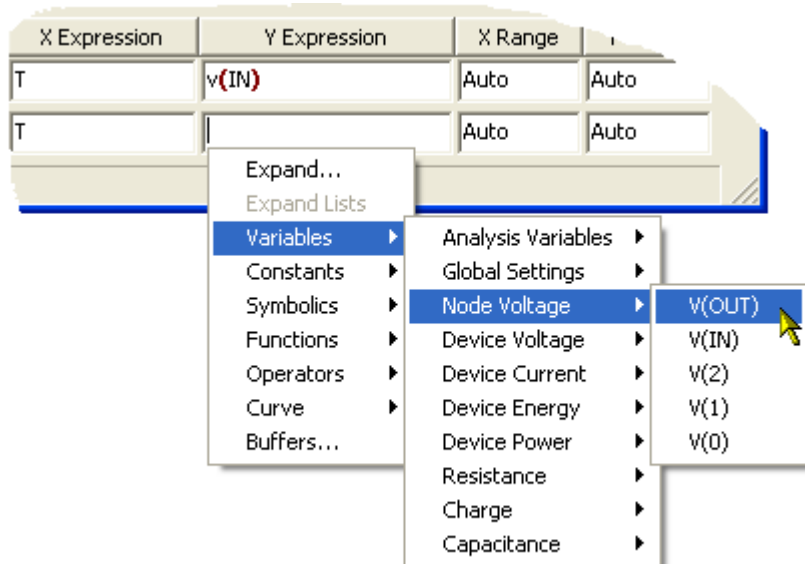 X Expression Y Expression X Range
T v(IN) Auto Auto
T Auto Auto
Expand...
Expand Lists
Variables
Constants
Symbolics
Functions
Operators
Curve
Buffers...
Analysis Variables
Global Settings
Node Voltage
Device Voltage
Device Current
Device Energy
Device Power
Resistance
Charge
Capacitance
V(OUT)
V(IN)
V(2)
V(1)
V(0)